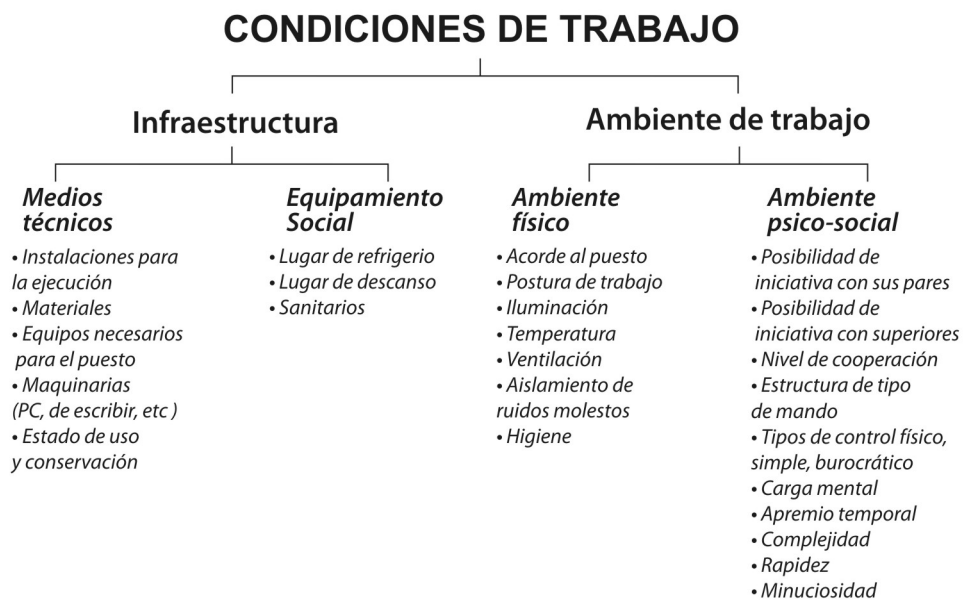 CONDICIONES DE TRABAJO
Infraestructura
Ambiente de trabajo
Medios
técnicos
• Instalaciones para
la ejecución
• Materiales
• Equipos necesarios
para el puesto
• Maquinarias
(PC, de escribir, etc )
• Estado de uso
y conservación
Equipamiento
Social
• Lugar de refrigerio
• Lugar de descanso
• Sanitarios
Ambiente
físico
• Acorde al puesto
• Postura de trabajo
• Iluminación
• Temperatura
• Ventilación
• Aislamiento de
ruidos molestos
• Higiene
Ambiente
psico-social
• Posibilidad de
iniciativa con sus pares
• Posibilidad de
iniciativa con superiores
• Nivel de cooperación
• Estructura de tipo
de mando
• Tipos de control físico,
simple, burocrático
• Carga mental
• Apremio temporal
• Complejidad
• Rapidez
• Minuciosidad